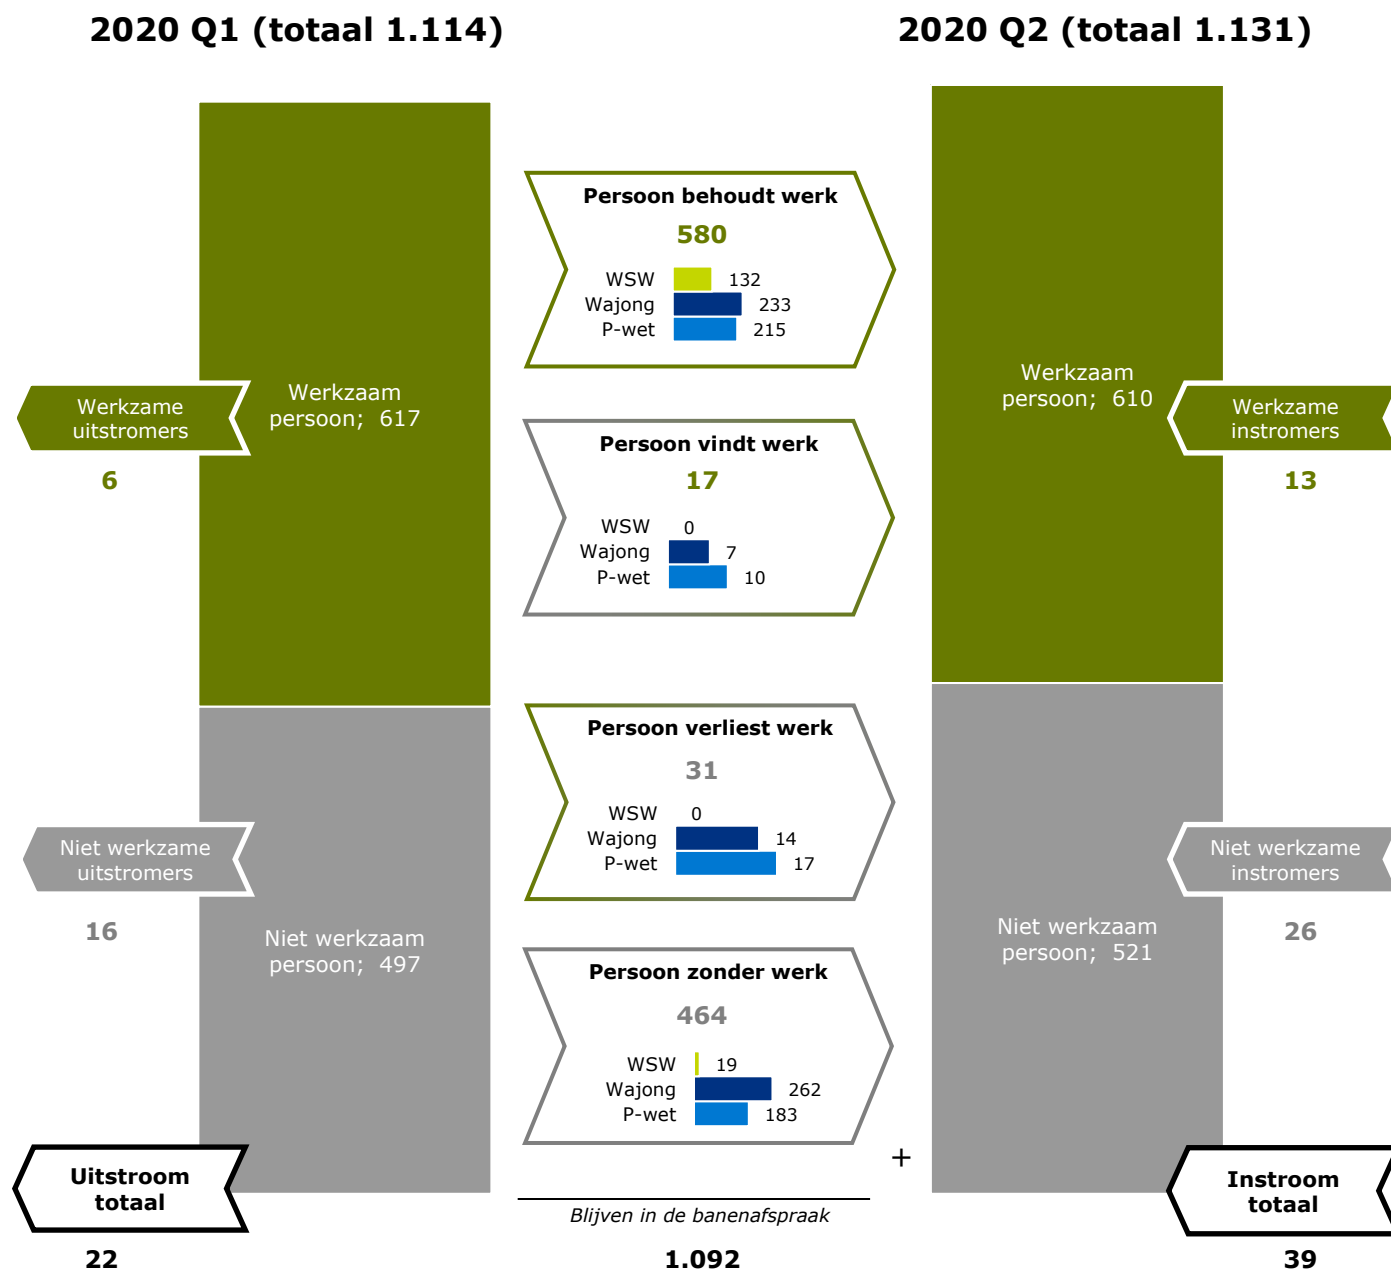 2020 Q1 (totaal 1.114)
2020 Q2 (totaal 1.131)
Werkzaam
persoon; 617
Werkzame
uitstromers
6
Niet werkzaam
persoon; 497
Niet werkzame
uitstromers
16
Uitstroom
totaal
22
Persoon behoudt werk
580
WSW 132
Wajong 233
P-wet 215
Persoon vindt werk
17
WSW 0
Wajong 7
P-wet 10
Persoon verliest werk
31
WSW 0
Wajong 14
P-wet 17
Persoon zonder werk
464
WSW 19
Wajong 262
P-wet 183
+
Blijven in de banenafspraak
1.092
Werkzaam
persoon; 610
Werkzame
instromers
13
Niet werkzaam
persoon; 521
Niet werkzame
instromers
26
Instroom
totaal
39